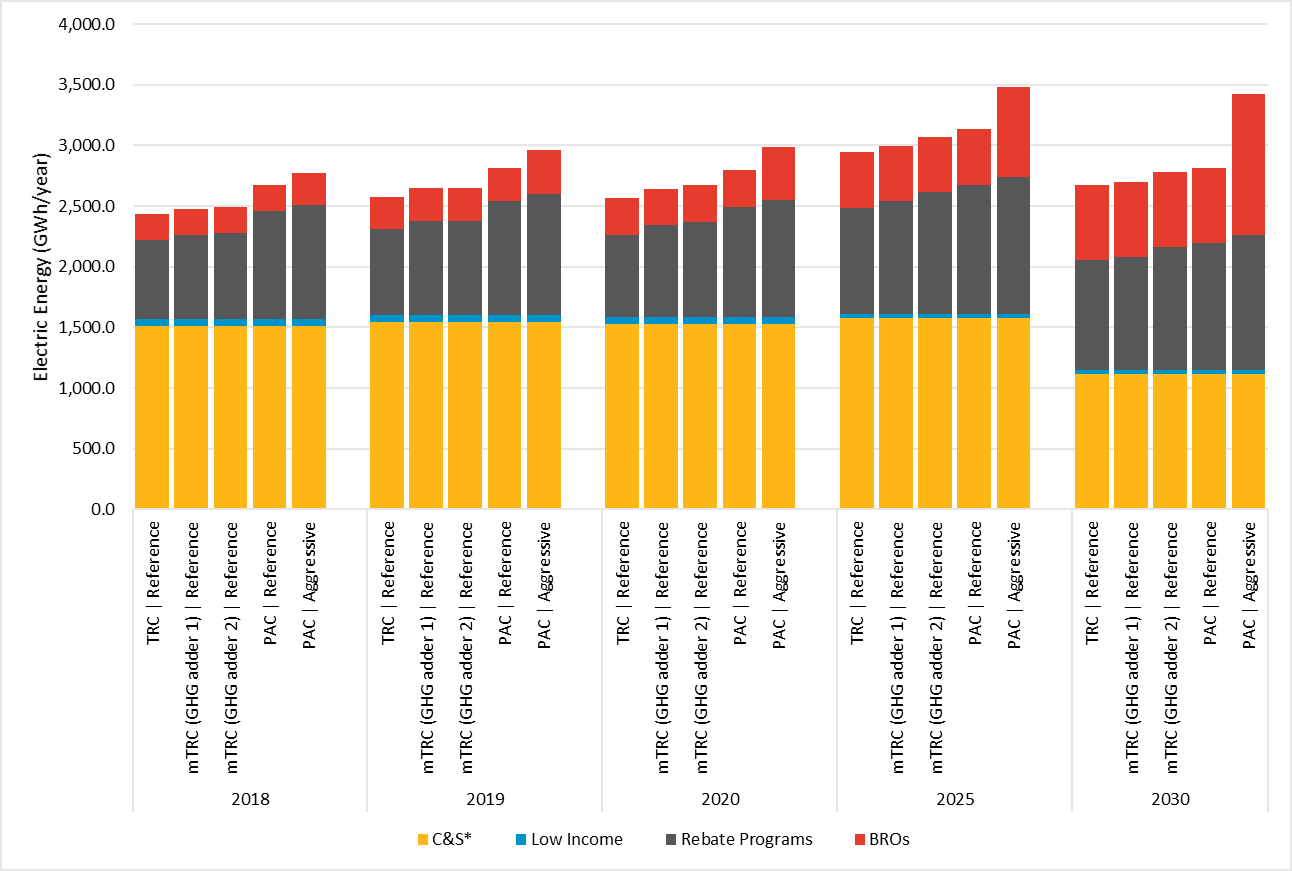 4,000.0
3,500.0
3,000.0
2,500.0
2,000.0
1,500.0
1,000.0
500.0
0.0
Electric Energy (GWh/year)
TRC | Reference
mTRC (GHG adder 1) | Reference
mTRC (GHG adder 2) | Reference
PAC | Reference
PAC | Aggressive
TRC | Reference
mTRC (GHG adder 1) | Reference
mTRC (GHG adder 2) | Reference
PAC | Reference
PAC | Aggressive
TRC | Reference
mTRC (GHG adder 1) | Reference
mTRC (GHG adder 2) | Reference
PAC | Reference
PAC | Aggressive
TRC | Reference
mTRC (GHG adder 1) | Reference
mTRC (GHG adder 2) | Reference
PAC | Reference
PAC | Aggressive
TRC | Reference
mTRC (GHG adder 1) | Reference
mTRC (GHG adder 2) | Reference
PAC | Reference
PAC | Aggressive
2018 2019 2020 2025 2030
C&S* Low Income Rebate Programs BROs